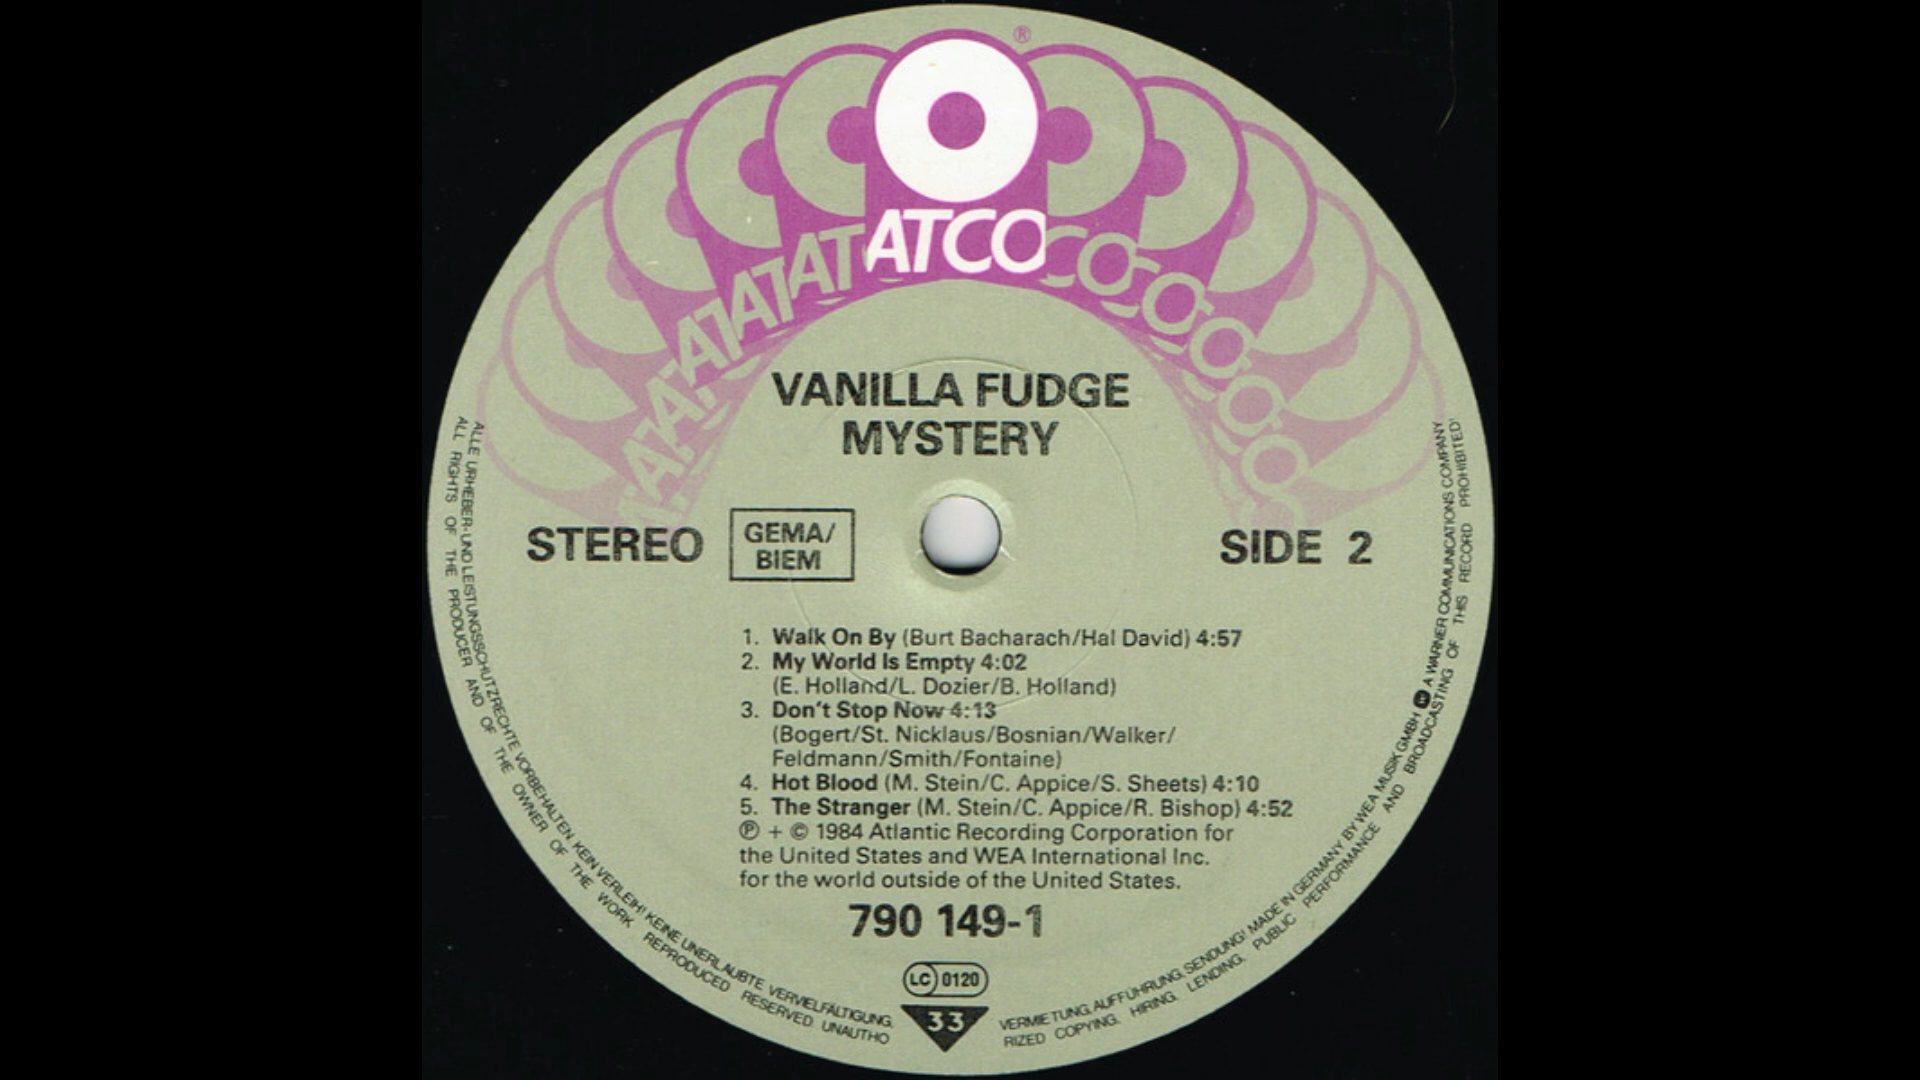 ®
ATCO
VANILLA FUDGE
MYSTERY
STEREO
GEMA/
BIEM
SIDE 2
1. Walk On By (Burt Bacharach/Hal David) 4:57
2. My World Is Empty 4:02
(E. Holland/L. Dozier/B. Holland)
3. Don't Stop Now 4:13
(Bogert/St. Nicklaus/Bosnian/Walker/
Feldmann/Smith/Fontaine)
4. Hot Blood (M. Stein/C. Appice/S. Sheets) 4:10
5. The Stranger (M. Stein/C. Appice/R. Bishop) 4:52
℗ + © 1984 Atlantic Recording Corporation for
the United States and WEA International Inc.
for the world outside of the United States.
790 149-1
LC 0120
33
ALLE URHEBER- UND LEISTUNGSSCHUTZRECHTE VORBEHALTEN. KEIN VERLEIH! KEINE UNERLAUBTE VERVIELFÄLTIGUNG, VERMIETUNG, AUFFÜHRUNG, SENDUNG! MADE IN GERMANY BY WEA MUSIK GMBH A WARNER COMMUNICATIONS COMPANY
ALL RIGHTS OF THE PRODUCER AND OF THE OWNER OF THE WORK REPRODUCED RESERVED. UNAUTHORIZED COPYING, HIRING, LENDING, PUBLIC PERFORMANCE AND BROADCASTING OF THIS RECORD PROHIBITED!